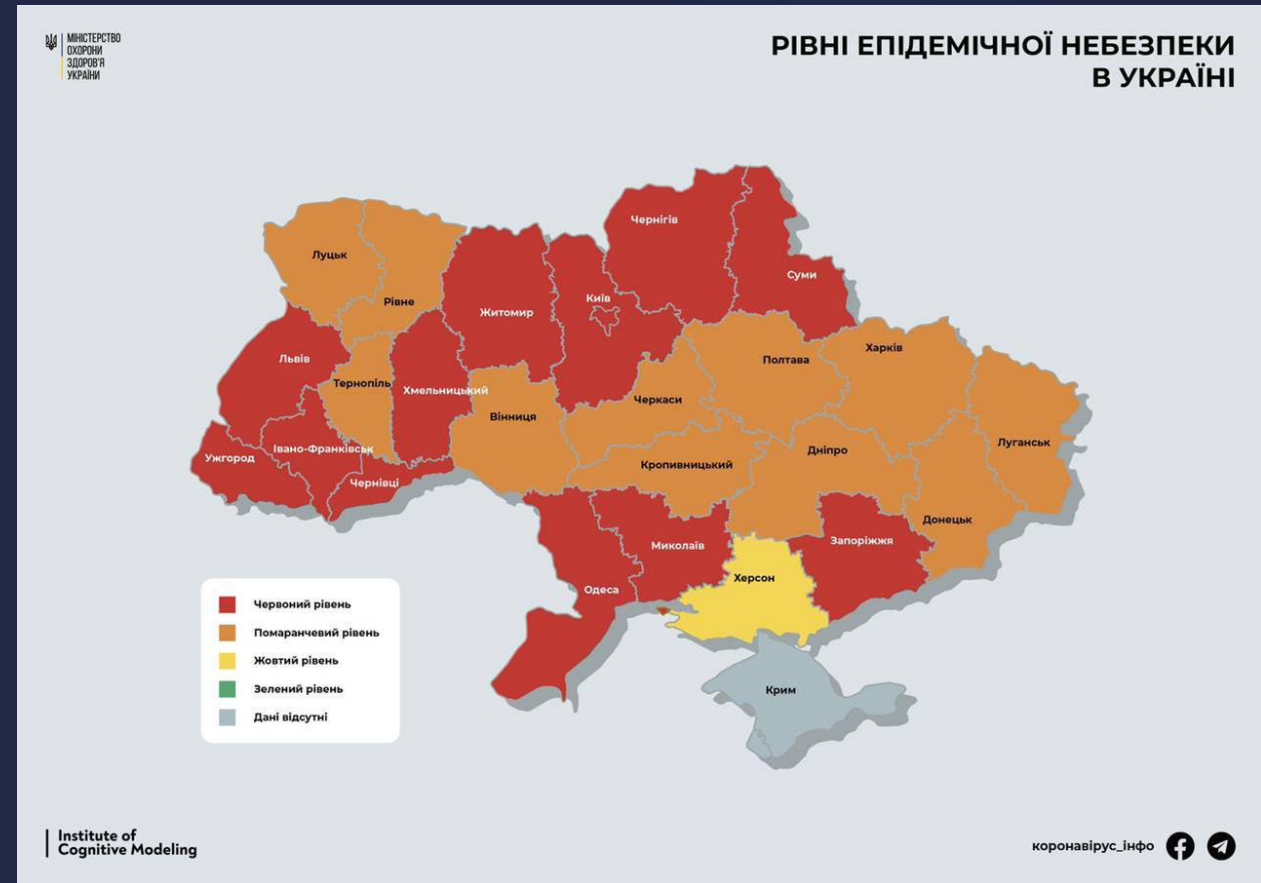 МІНІСТЕРСТВО
ОХОРОНИ
ЗДОРОВ'Я
УКРАЇНИ
РІВНІ ЕПІДЕМІЧНОЇ НЕБЕЗПЕКИ
В УКРАЇНІ
Чернігів
Луцьк
Суми
Рівне
Київ
Житомир
Харків
Львів
Полтава
Тернопіль
Хмельницький
Черкаси
Вінниця
Луганськ
Івано-Франківськ
Дніпро
Ужгород
Кропивницький
Чернівці
Донецьк
Запоріжжя
Миколаїв
Херсон
Одеса
Крим
Червоний рівень
Помаранчевий рівень
Жовтий рівень
Зелений рівень
Дані відсутні
Institute of
Cognitive Modeling
коронавірус_інфо